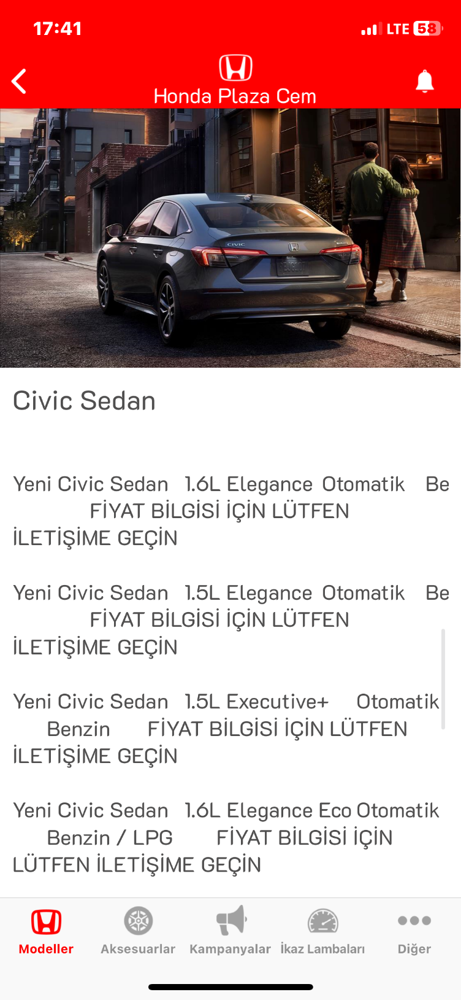 17:41
LTE 58
Honda Plaza Cem
CIVIC
Civic Sedan
Yeni Civic Sedan 1.6L Elegance Otomatik Be
FİYAT BİLGİSİ İÇİN LÜTFEN
İLETİŞİME GEÇİN
Yeni Civic Sedan 1.5L Elegance Otomatik Be
FİYAT BİLGİSİ İÇİN LÜTFEN
İLETİŞİME GEÇİN
Yeni Civic Sedan 1.5L Executive+ Otomatik
Benzin FİYAT BİLGİSİ İÇİN LÜTFEN
İLETİŞİME GEÇİN
Yeni Civic Sedan 1.6L Elegance Eco Otomatik
Benzin / LPG FİYAT BİLGİSİ İÇİN
LÜTFEN İLETİŞİME GEÇİN
Modeller Aksesuarlar Kampanyalar İkaz Lambaları Diğer